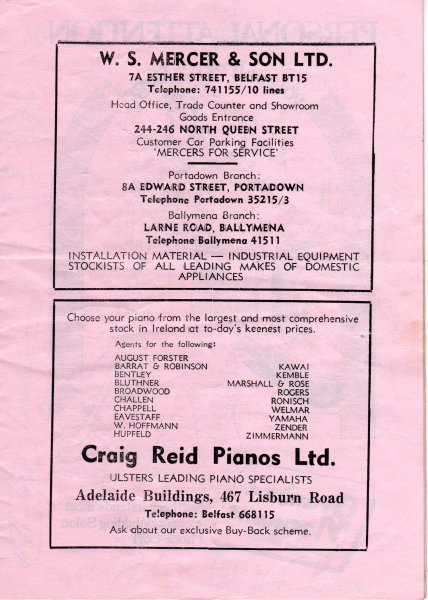 W. S. MERCER & SON LTD.
7A ESTHER STREET, BELFAST BT15
Telephone: 741155/10 lines
Head Office, Trade Counter and Showroom
Goods Entrance
244-246 NORTH QUEEN STREET
Customer Car Parking Facilities
'MERCERS FOR SERVICE'
Portadown Branch:
8A EDWARD STREET, PORTADOWN
Telephone Portadown 35215/3
Ballymena Branch:
LARNE ROAD, BALLYMENA
Telephone Ballymena 41511
INSTALLATION MATERIAL — INDUSTRIAL EQUIPMENT
STOCKISTS OF ALL LEADING MAKES OF DOMESTIC
APPLIANCES
Choose your piano from the largest and most comprehensive
stock in Ireland at to-day's keenest prices.
Agents for the following:
AUGUST FORSTER
BARRAT & ROBINSON
BENTLEY
BLUTHNER
BROADWOOD
CHALLEN
CHAPPELL
EAVESTAFF
W. HOFFMANN
HUPFELD
KAWAI
KEMBLE
MARSHALL & ROSE
ROGERS
RONISCH
WELMAR
YAMAHA
ZENDER
ZIMMERMANN
Craig Reid Pianos Ltd.
ULSTERS LEADING PIANO SPECIALISTS
Adelaide Buildings, 467 Lisburn Road
Telephone: Belfast 668115
Ask about our exclusive Buy-Back scheme.